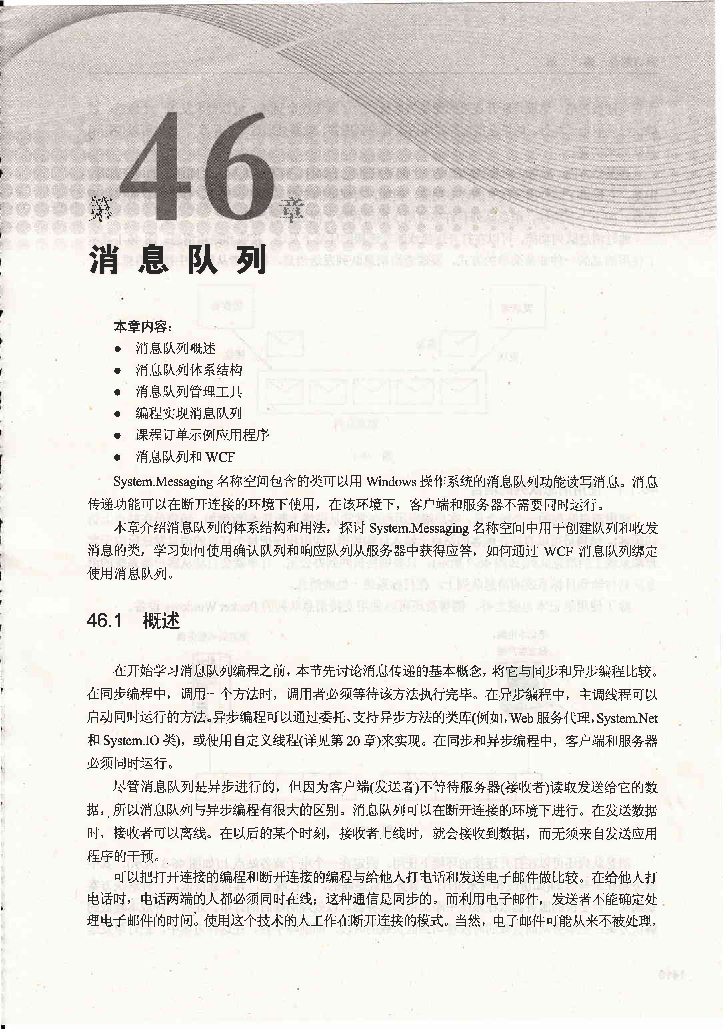 第46章
消息队列
本章内容：
● 消息队列概述
● 消息队列体系结构
● 消息队列管理工具
● 编程实现消息队列
● 课程订单示例应用程序
● 消息队列和 WCF
System.Messaging 名称空间包含的类可以用 Windows 操作系统的消息队列功能读写消息。消息
传递功能可以在断开连接的环境下使用，在该环境下，客户端和服务器不需要同时运行。
本章介绍消息队列的体系结构和用法，探讨 System.Messaging 名称空间中用于创建队列和收发
消息的类，学习如何使用确认队列和响应队列从服务器中获得应答，如何通过 WCF 消息队列绑定
使用消息队列。
46.1 概述
在开始学习消息队列编程之前，本节先讨论消息传递的基本概念，将它与同步和异步编程比较。
在同步编程中，调用一个方法时，调用者必须等待该方法执行完毕。在异步编程中，主调线程可以
启动同时运行的方法。异步编程可以通过委托、支持异步方法的类库(例如，Web 服务代理，System.Net
和 System.IO 类)，或使用自定义线程(详见第 20 章)来实现。在同步和异步编程中，客户端和服务器
必须同时运行。
尽管消息队列是异步进行的，但因为客户端(发送者)不等待服务器(接收者)读取发送给它的数
据，所以消息队列与异步编程有很大的区别。消息队列可以在断开连接的环境下进行。在发送数据
时，接收者可以离线。在以后的某个时刻，接收者上线时，就会接收到数据，而无须来自发送应用
程序的干预。
可以把打开连接的编程和断开连接的编程与给他人打电话和发送电子邮件做比较。在给他人打
电话时，电话两端的人都必须同时在线；这种通信是同步的。而利用电子邮件，发送者不能确定处
理电子邮件的时间。使用这个技术的人工作在断开连接的模式。当然，电子邮件可能从来不被处理，